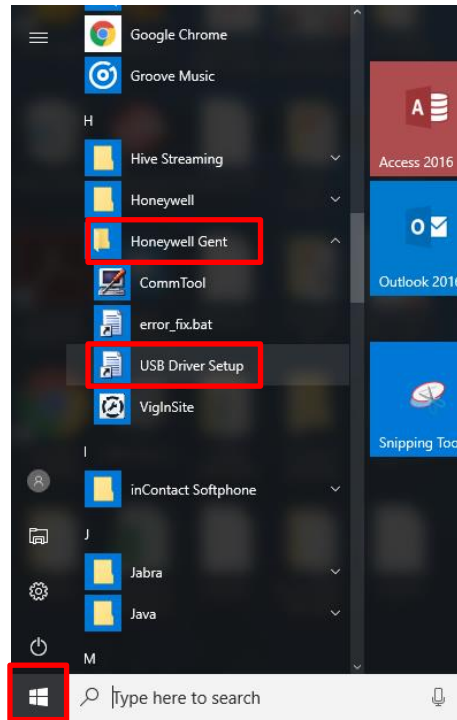 Google Chrome
Groove Music
H
Hive Streaming
Honeywell
Honeywell Gent
CommTool
error_fix.bat
USB Driver Setup
VigInSite
I
inContact Softphone
J
Jabra
Java
M
Type here to search
A
Access 2016
O
Outlook 2016
Snipping Too